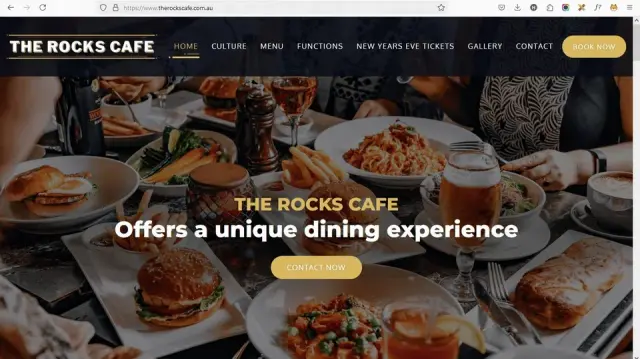 https://www.therockscafe.com.au
THE ROCKS CAFE
HOME CULTURE MENU FUNCTIONS NEW YEARS EVE TICKETS GALLERY CONTACT BOOK NOW
THE ROCKS CAFE
Offers a unique dining experience
CONTACT NOW